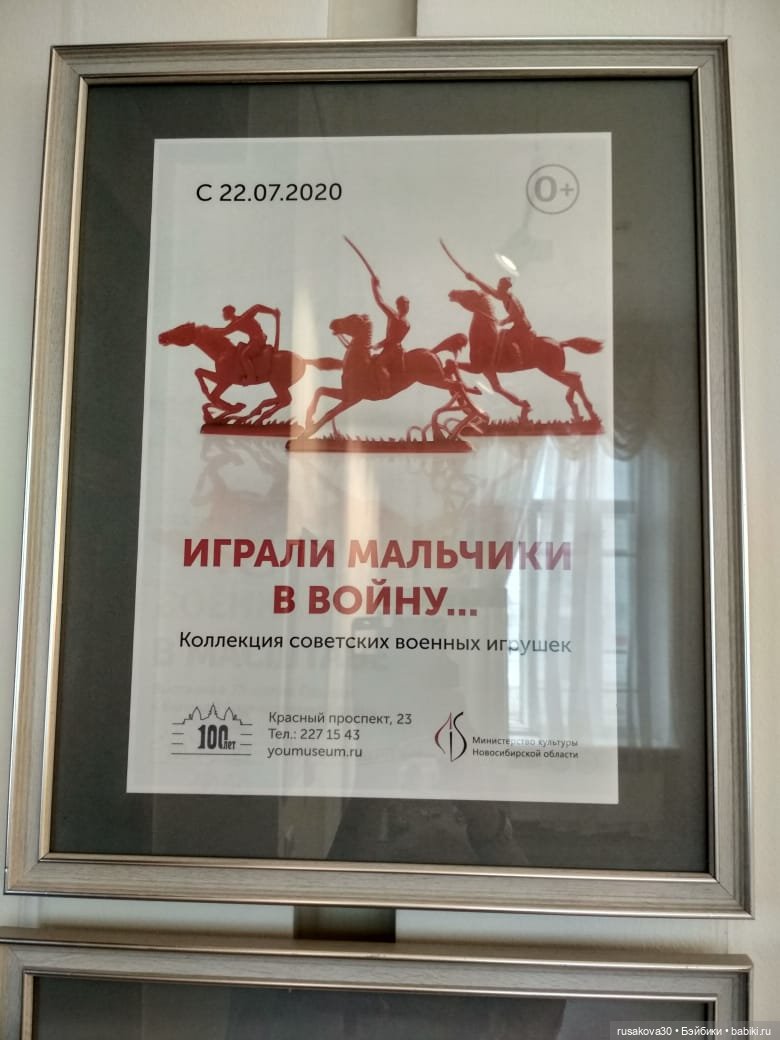 С 22.07.2020
0+
ИГРАЛИ МАЛЬЧИКИ
В ВОЙНУ...
Коллекция советских военных игрушек
100 лет
Красный проспект, 23
Тел.: 227 15 43
youmuseum.ru
Министерство культуры
Новосибирской области
rusakova30 • Бэйбики • babiki.ru